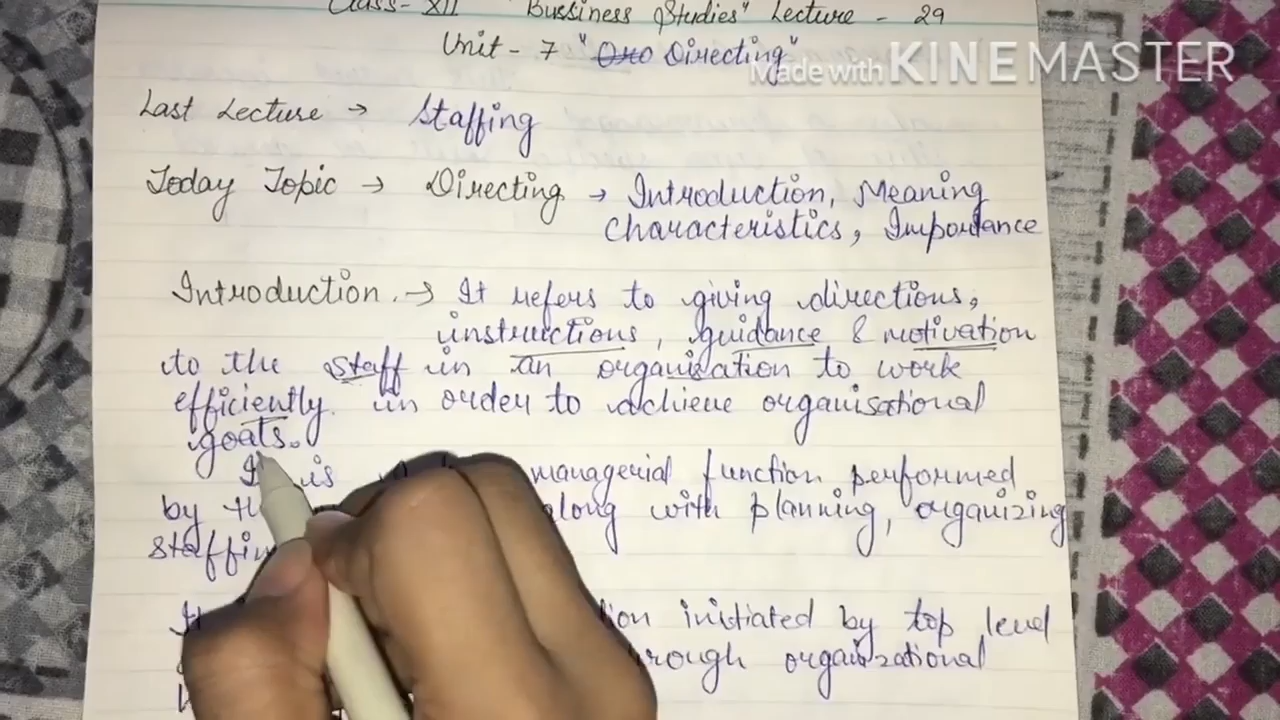 Class - XII "Bussiness Studies" Lecture - 29
Unit - 7 "Directing"
Made with KINEMASTER
Last Lecture → Staffing
Today Topic → Directing → Introduction, Meaning
Characteristics, Importance
Introduction. → It refers to giving directions,
instructions, guidance & motivation
to the staff in an organisation to work
efficiently. in order to achieve organisational
goals.
It is managerial function performed
by along with planning, organizing
initiated by top level
organizational